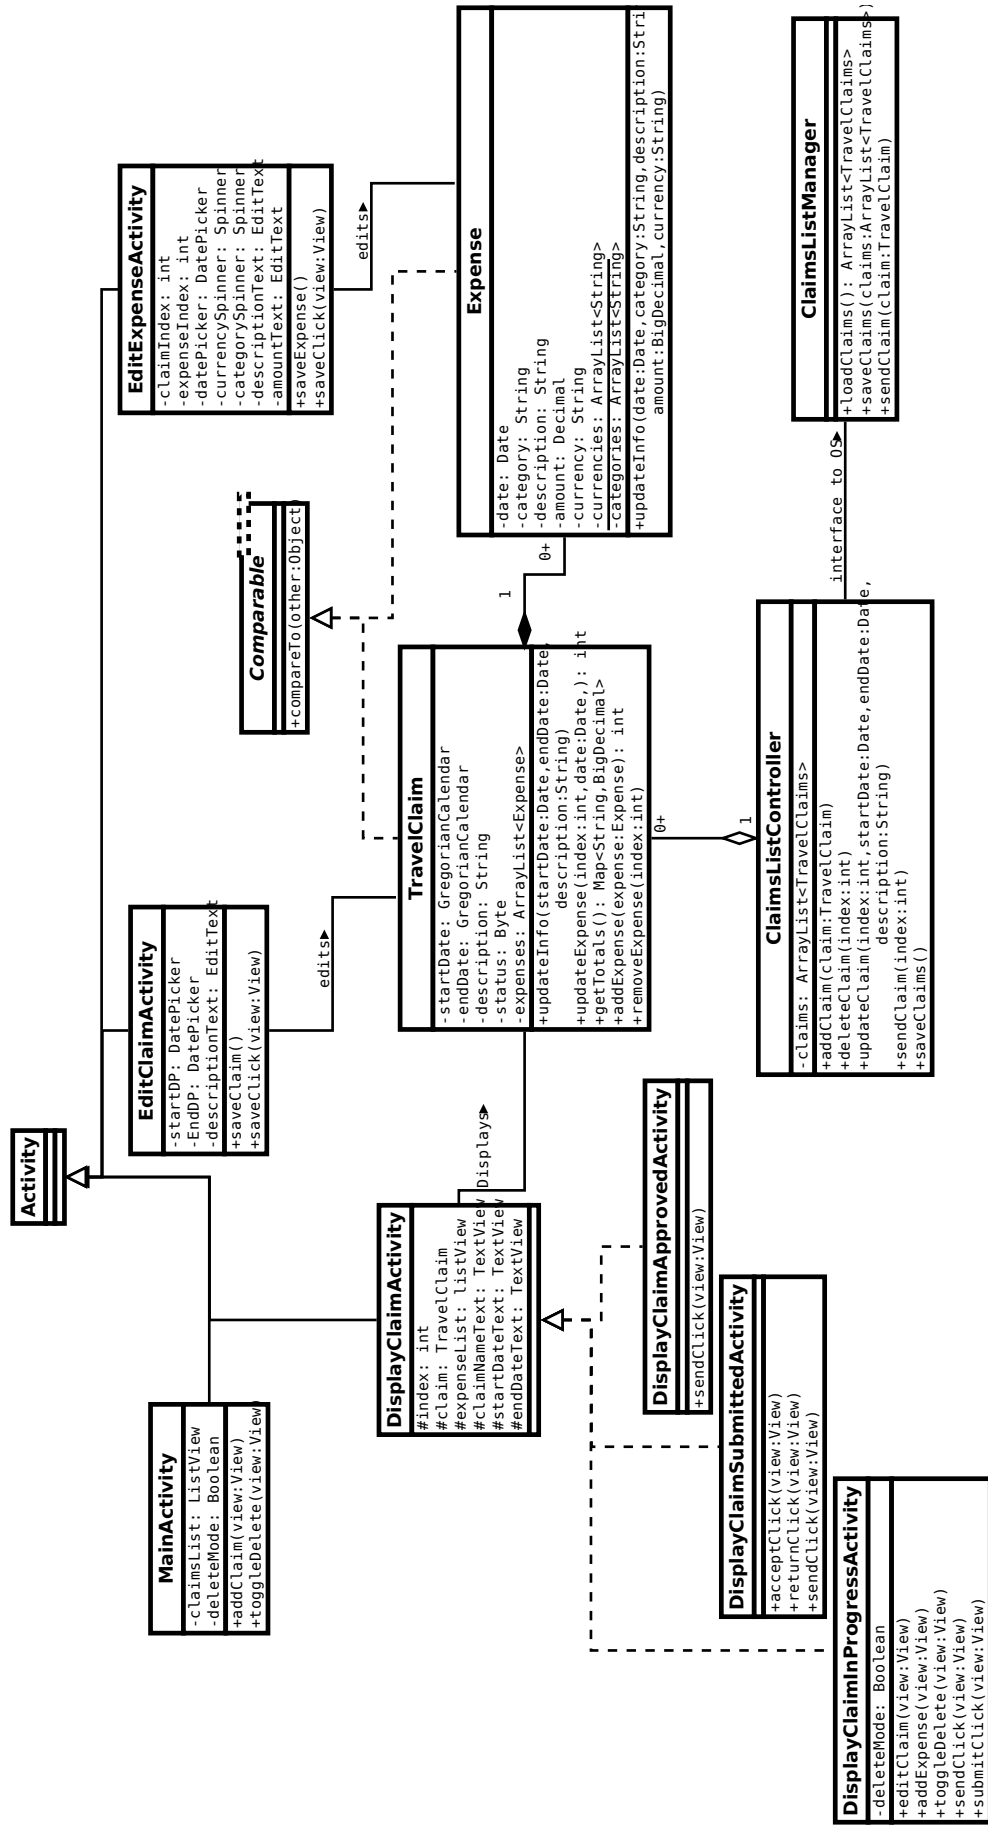 Activity
MainActivity
-claimsList: ListView
-deleteMode: Boolean
+addClaim(view:View)
+toggleDelete(view:View)
EditClaimActivity
-startDP: DatePicker
-EndDP: DatePicker
-descriptionText: EditText
+saveClaim()
+saveClick(view:View)
edits▶
EditExpenseActivity
-claimIndex: int
-expenseIndex: int
-datePicker: DatePicker
-currencySpinner: Spinner
-categorySpinner: Spinner
-descriptionText: EditText
-amountText: EditText
+saveExpense()
+saveClick(view:View)
edits▶
Comparable
+compareTo(other:Object)
DisplayClaimActivity
#index: int
#claim: TravelClaim
#expenseList: listView
#claimNameText: TextView
#startDateText: TextView
#endDateText: TextView
Displays▶
TravelClaim
-startDate: GregorianCalendar
-endDate: GregorianCalendar
-description: String
-status: Byte
-expenses: ArrayList<Expense>
+updateInfo(startDate:Date,endDate:Date,
description:String)
+updateExpense(index:int,date:Date,): int
+getTotals(): Map<String,BigDecimal>
+addExpense(expense:Expense): int
+removeExpense(index:int)
1
0+
Expense
-date: Date
-category: String
-description: String
-amount: Decimal
-currency: String
-currencies: ArrayList<String>
-categories: ArrayList<String>
+updateInfo(date:Date,category:String,description:Stri
amount:BigDecimal,currency:String)
0+
1
DisplayClaimApprovedActivity
+sendClick(view:View)
DisplayClaimSubmittedActivity
+acceptClick(view:View)
+returnClick(view:View)
+sendClick(view:View)
DisplayClaimInProgressActivity
-deleteMode: Boolean
+editClaim(view:View)
+addExpense(view:View)
+toggleDelete(view:View)
+sendClick(view:View)
+submitClick(view:View)
ClaimsListController
-claims: ArrayList<TravelClaims>
+addClaim(claim:TravelClaim)
+deleteClaim(index:int)
+updateClaim(index:int,startDate:Date,endDate:Date,
description:String)
+sendClaim(index:int)
+saveClaims()
interface to OS▶
ClaimsListManager
+loadClaims(): ArrayList<TravelClaims>
+saveClaims(claims:ArrayList<TravelClaims>)
+sendClaim(claim:TravelClaim)